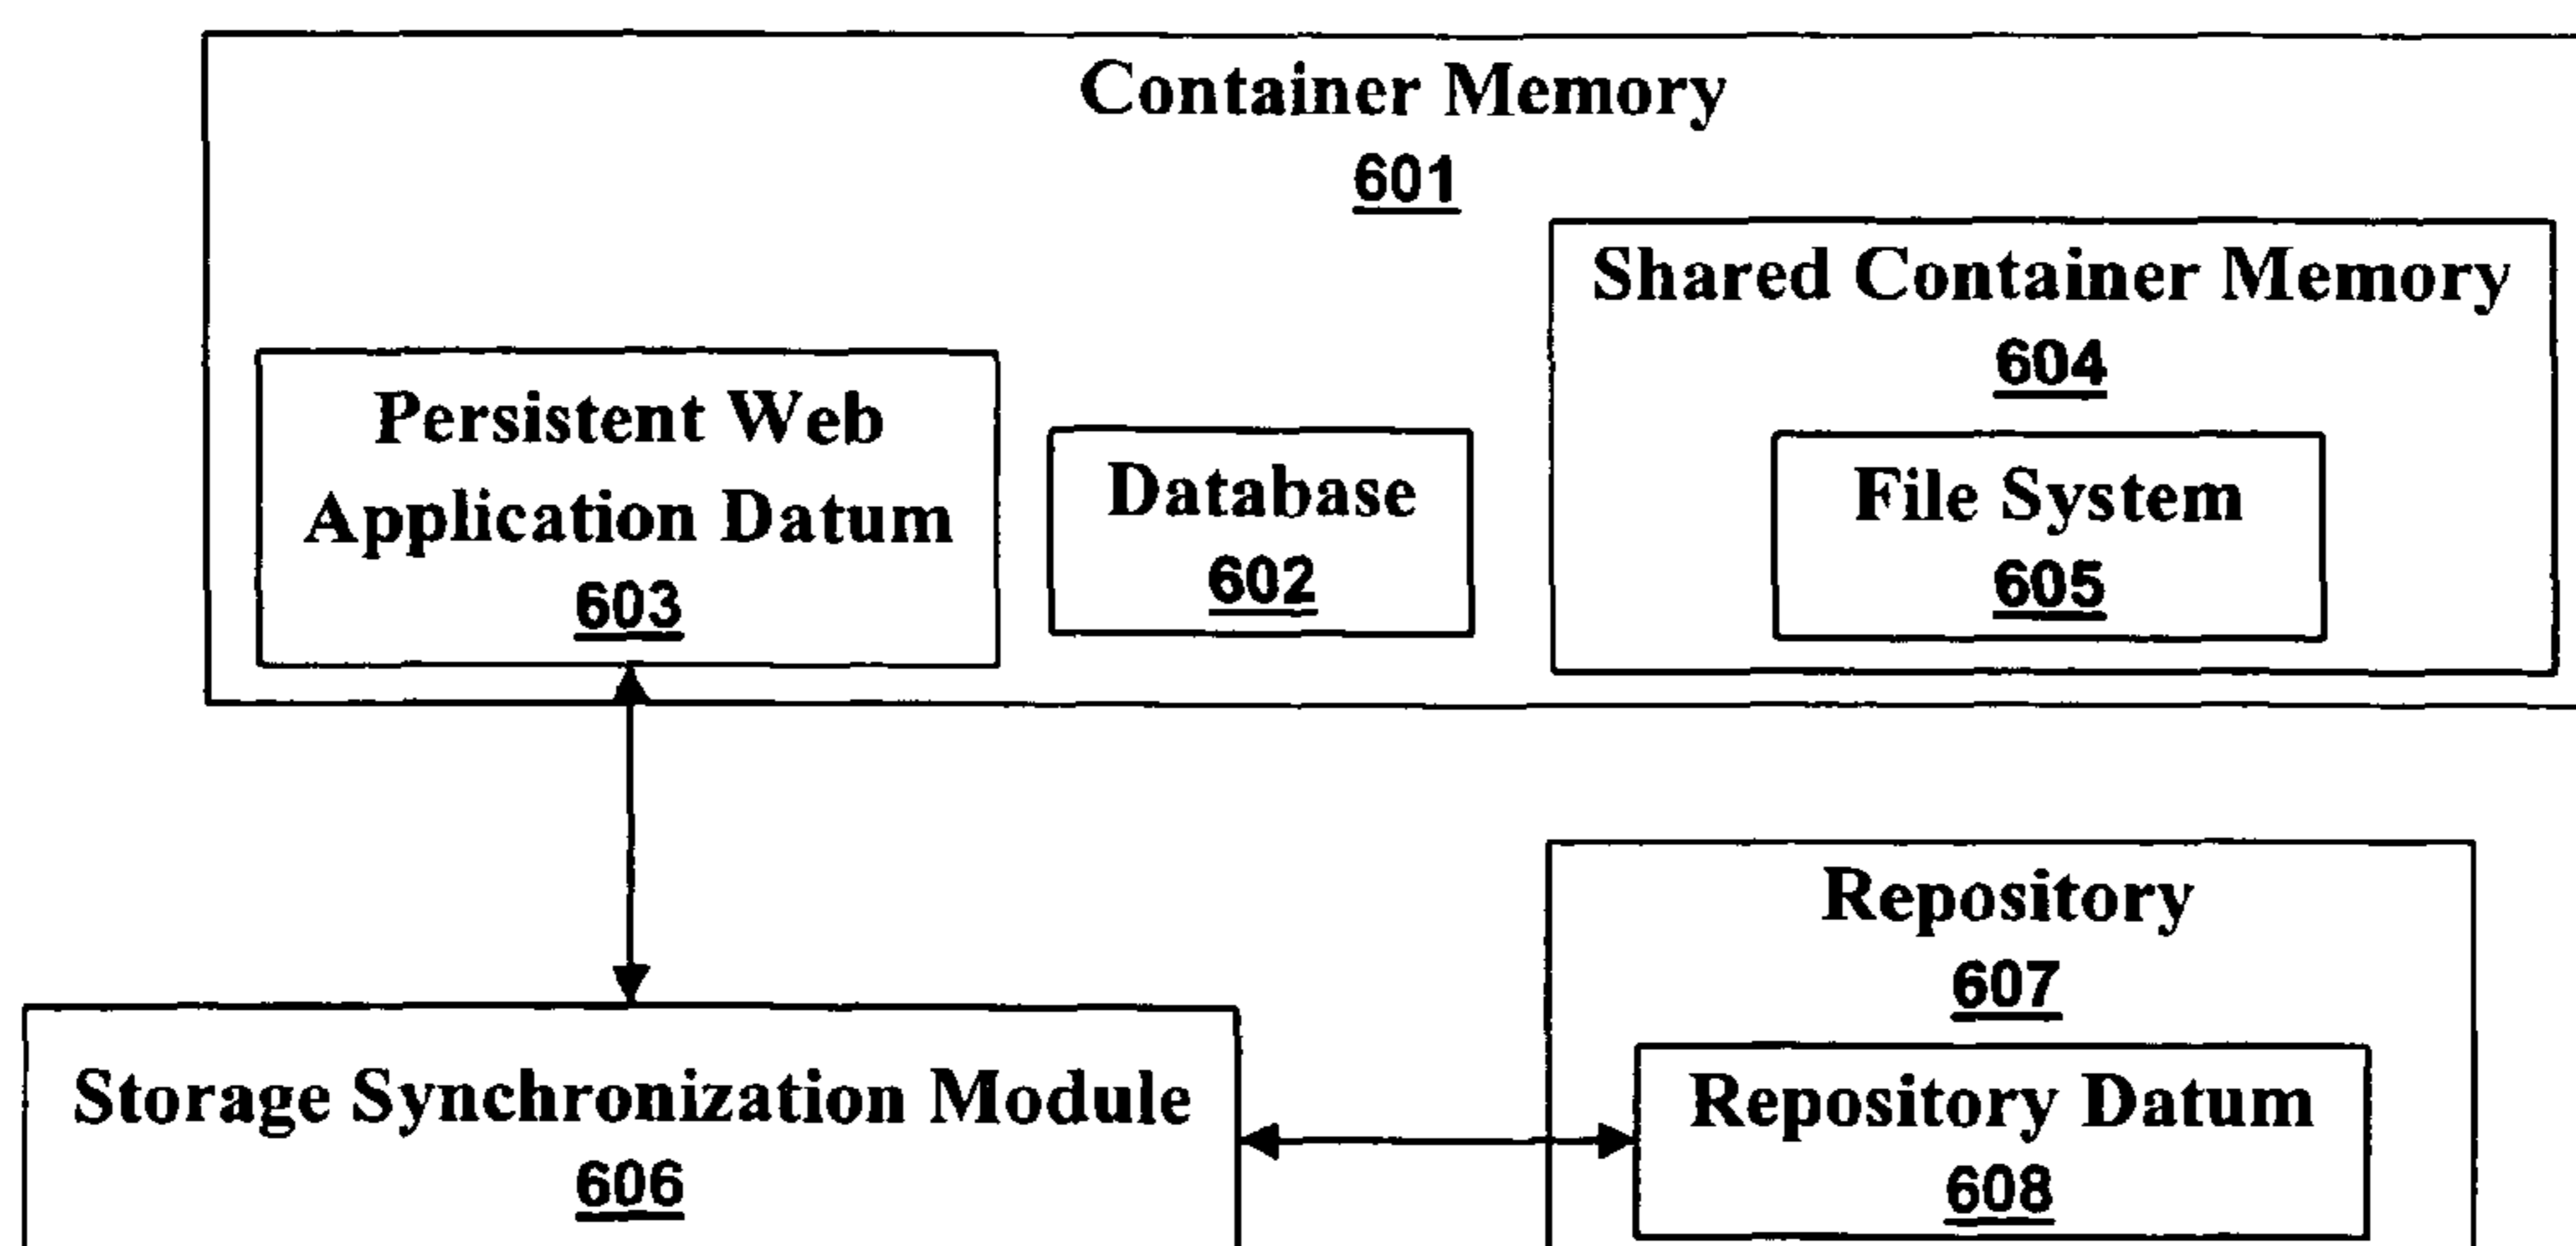 Container Memory
601
Shared Container Memory
604
Persistent Web
Application Datum
603
Database
602
File System
605
Repository
607
Storage Synchronization Module
606
Repository Datum
608